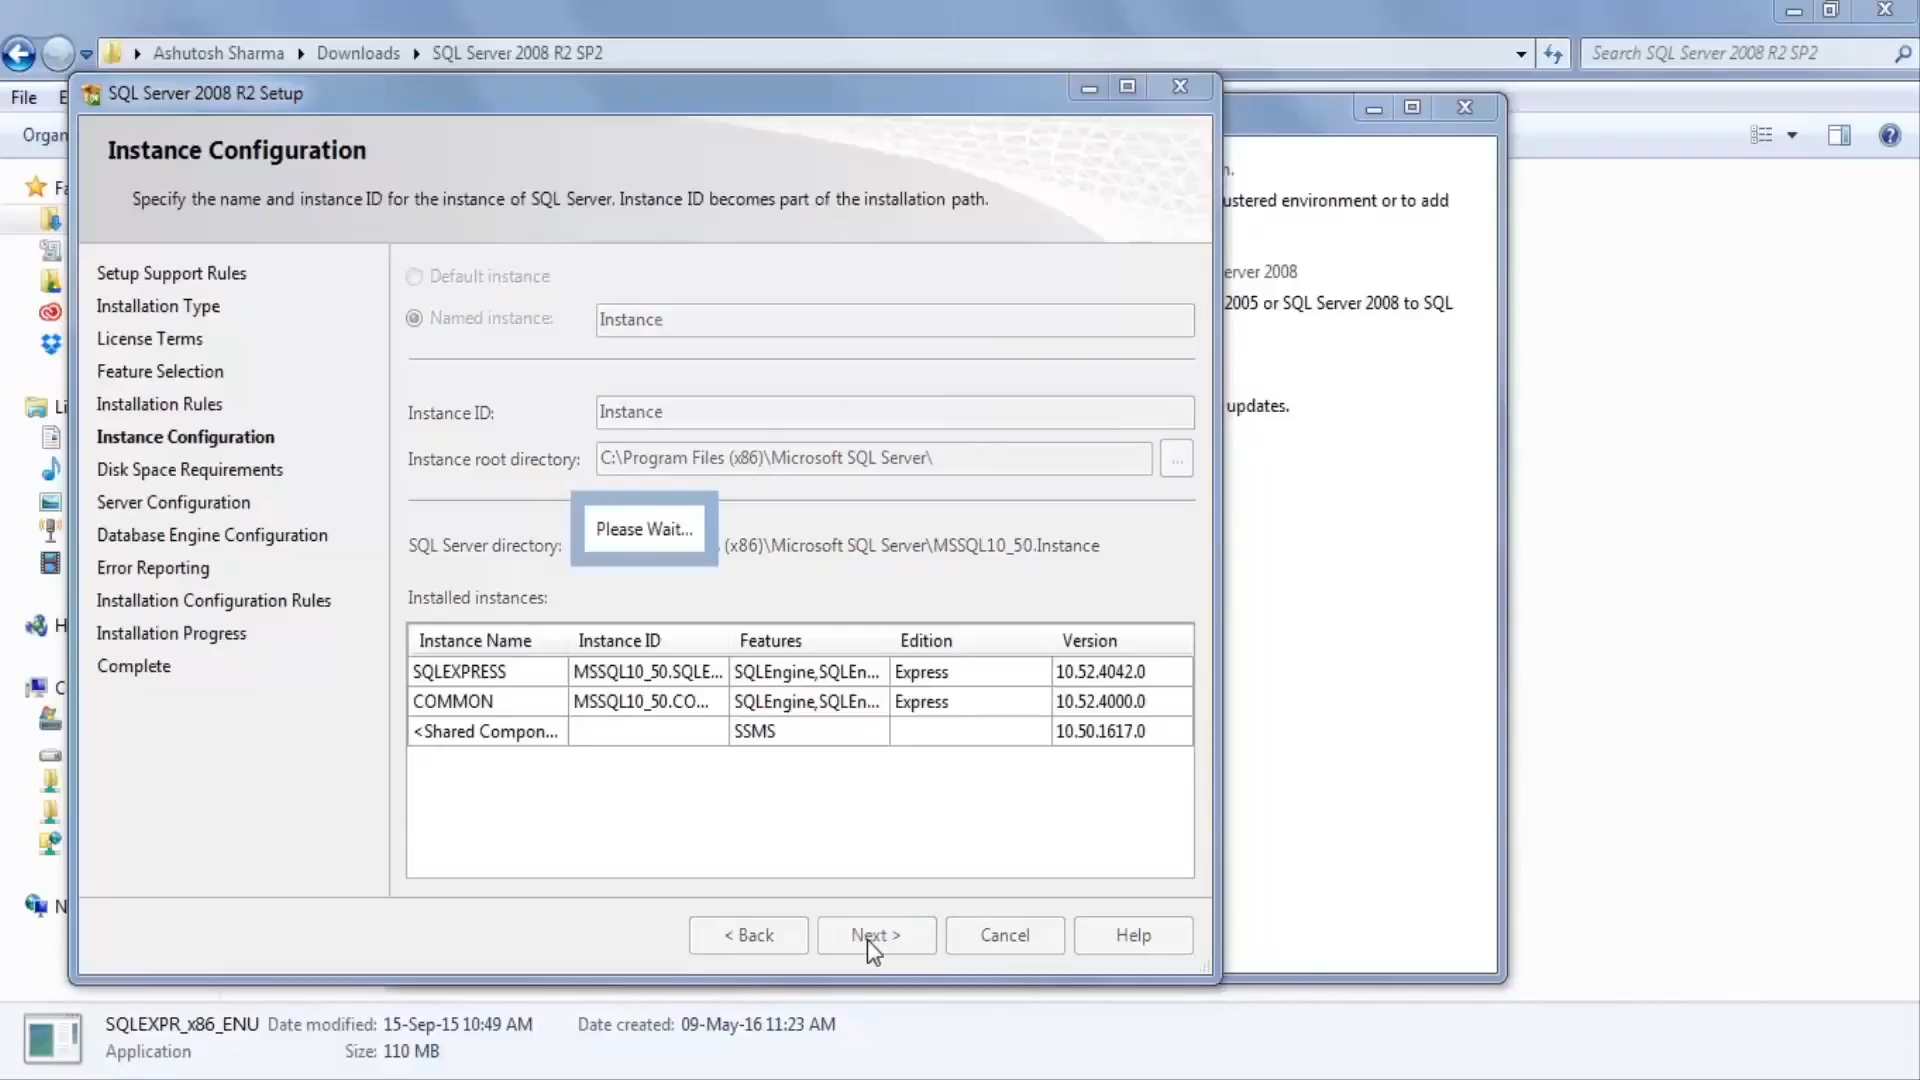 Ashutosh Sharma Downloads SQL Server 2008 R2 SP2
Search SQL Server 2008 R2 SP2
File
SQL Server 2008 R2 Setup
Organ
Instance Configuration
Specify the name and instance ID for the instance of SQL Server. Instance ID becomes part of the installation path.
ustered environment or to add
erver 2008
2005 or SQL Server 2008 to SQL
updates.
Setup Support Rules
Installation Type
License Terms
Feature Selection
Installation Rules
Instance Configuration
Disk Space Requirements
Server Configuration
Database Engine Configuration
Error Reporting
Installation Configuration Rules
Installation Progress
Complete
Default instance
Named instance: Instance
Instance ID: Instance
Instance root directory: C:\Program Files (x86)\Microsoft SQL Server\ ...
Please Wait...
SQL Server directory: (x86)\Microsoft SQL Server\MSSQL10_50.Instance
Installed instances:
Instance Name Instance ID Features Edition Version
SQLEXPRESS MSSQL10_50.SQLE... SQLEngine,SQLEn... Express 10.52.4042.0
COMMON MSSQL10_50.CO... SQLEngine,SQLEn... Express 10.52.4000.0
<Shared Compon... SSMS 10.50.1617.0
< Back Next > Cancel Help
SQLEXPR_x86_ENU Date modified: 15-Sep-15 10:49 AM Date created: 09-May-16 11:23 AM
Application Size: 110 MB